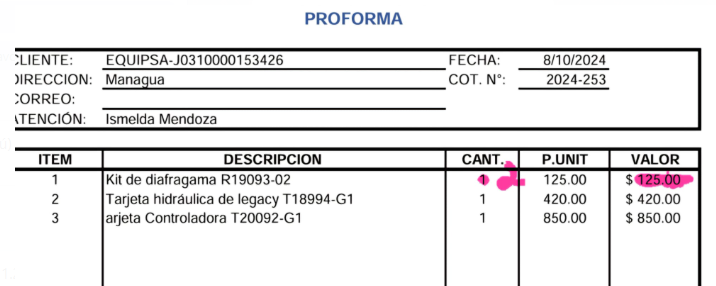 PROFORMA
CLIENTE: EQUIPSA-J0310000153426 FECHA: 8/10/2024
DIRECCION: Managua COT. N°: 2024-253
CORREO:
ATENCIÓN: Ismelda Mendoza
ITEM DESCRIPCION CANT. P.UNIT VALOR
1 Kit de diafragama R19093-02 1 125.00 $ 125.00
2 Tarjeta hidráulica de legacy T18994-G1 1 420.00 $ 420.00
3 arjeta Controladora T20092-G1 1 850.00 $ 850.00